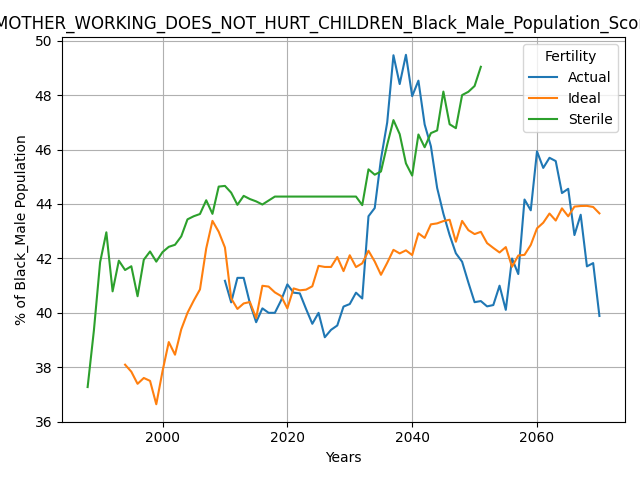 MOTHER_WORKING_DOES_NOT_HURT_CHILDREN_Black_Male_Population_Scor
Fertility
Actual
Ideal
Sterile
% of Black_Male Population
50
48
46
44
42
40
38
36
2000
2020
2040
2060
Years